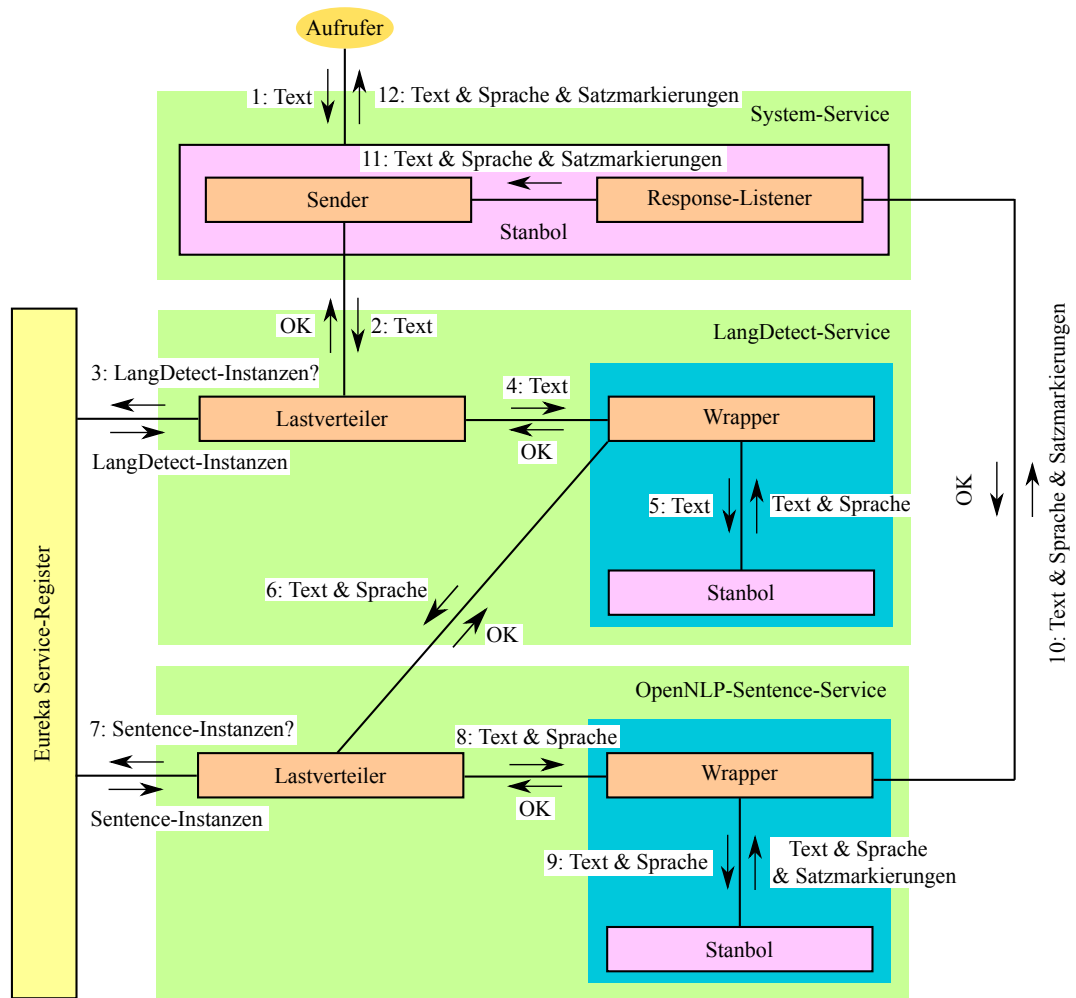 Aufrufer
1: Text
12: Text & Sprache & Satzmarkierungen
System-Service
11: Text & Sprache & Satzmarkierungen
Sender
Response-Listener
Stanbol
OK
2: Text
LangDetect-Service
3: LangDetect-Instanzen?
4: Text
Lastverteiler
Wrapper
OK
LangDetect-Instanzen
5: Text
Text & Sprache
OK
10: Text & Sprache & Satzmarkierungen
6: Text & Sprache
Stanbol
OK
Eureka Service-Register
OpenNLP-Sentence-Service
7: Sentence-Instanzen?
8: Text & Sprache
Lastverteiler
Wrapper
OK
Sentence-Instanzen
9: Text & Sprache
Text & Sprache
& Satzmarkierungen
Stanbol